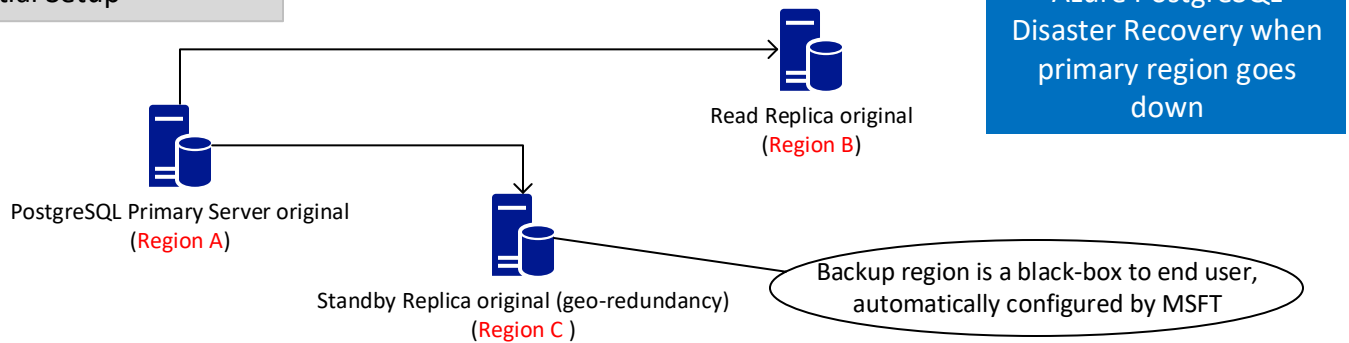 Disaster Recovery when
primary region goes
down
Read Replica original
(Region B)
PostgreSQL Primary Server original
(Region A)
Standby Replica original (geo-redundancy)
(Region C )
Backup region is a black-box to end user,
automatically configured by MSFT